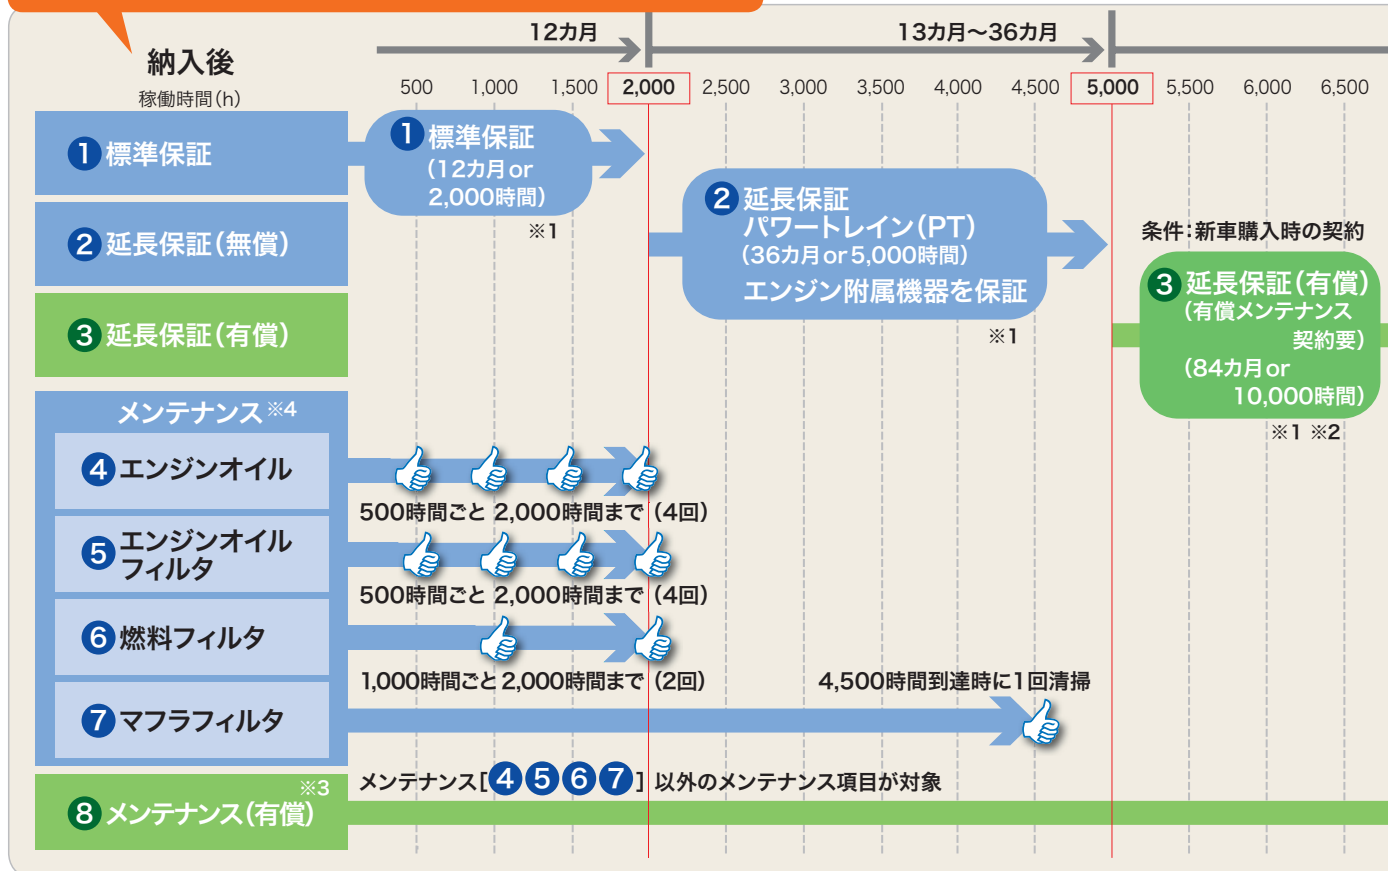 12カ月
13カ月～36カ月
納入後
稼働時間(h)
500 1,000 1,500 2,000 2,500 3,000 3,500 4,000 4,500 5,000 5,500 6,000 6,500
1 標準保証
1 標準保証
(12カ月or
2,000時間)
※1
2 延長保証(無償)
2 延長保証
パワートレイン(PT)
(36カ月or5,000時間)
エンジン附属機器を保証
※1
3 延長保証(有償)
条件:新車購入時の契約
3 延長保証(有償)
(有償メンテナンス
契約要)
(84カ月or
10,000時間)
※1 ※2
メンテナンス※4
4 エンジンオイル
500時間ごと 2,000時間まで (4回)
5 エンジンオイル
フィルタ
500時間ごと 2,000時間まで (4回)
6 燃料フィルタ
1,000時間ごと2,000時間まで (2回)
4,500時間到達時に1回清掃
7 マフラフィルタ
※3
8 メンテナンス(有償)
メンテナンス[4 5 6 7] 以外のメンテナンス項目が対象